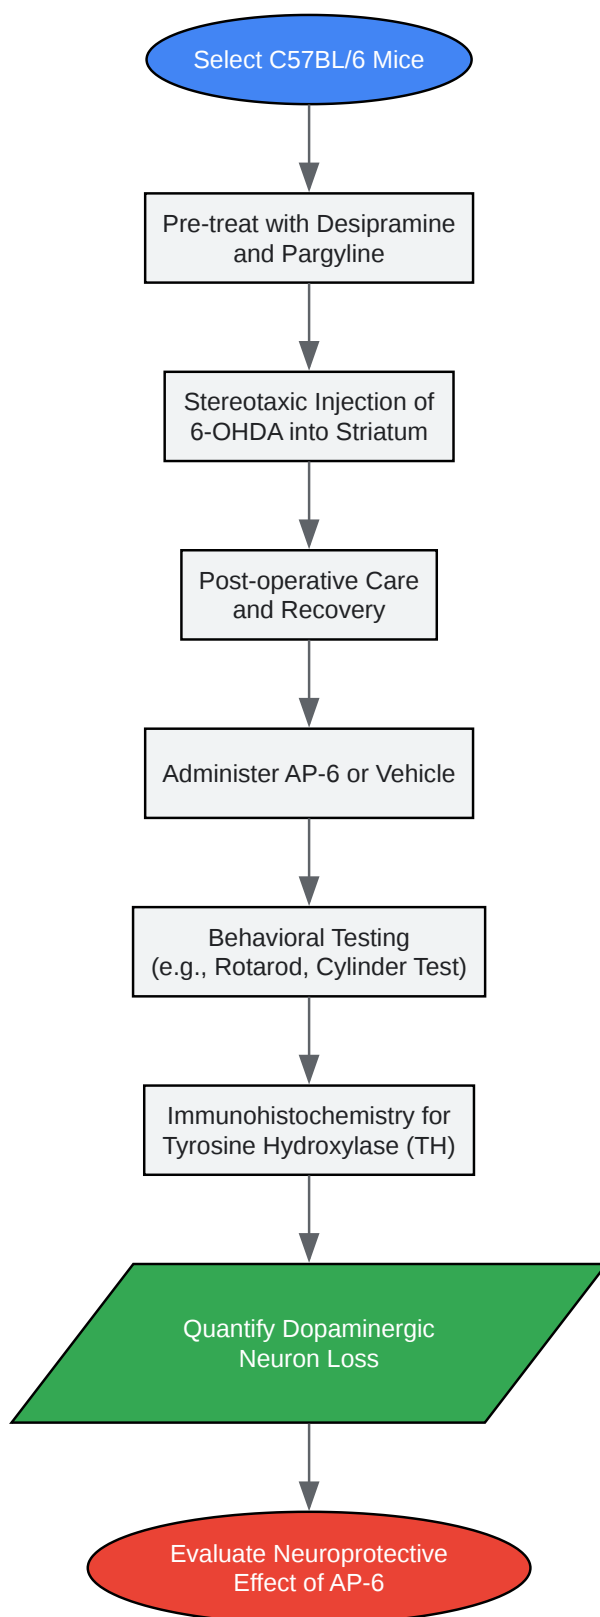 Select C57BL/6 Mice
Pre-treat with Desipramine
and Pargyline
Stereotaxic Injection of
6-OHDA into Striatum
Post-operative Care
and Recovery
Administer AP-6 or Vehicle
Behavioral Testing
(e.g., Rotarod, Cylinder Test)
Immunohistochemistry for
Tyrosine Hydroxylase (TH)
Quantify Dopaminergic
Neuron Loss
Evaluate Neuroprotective
Effect of AP-6